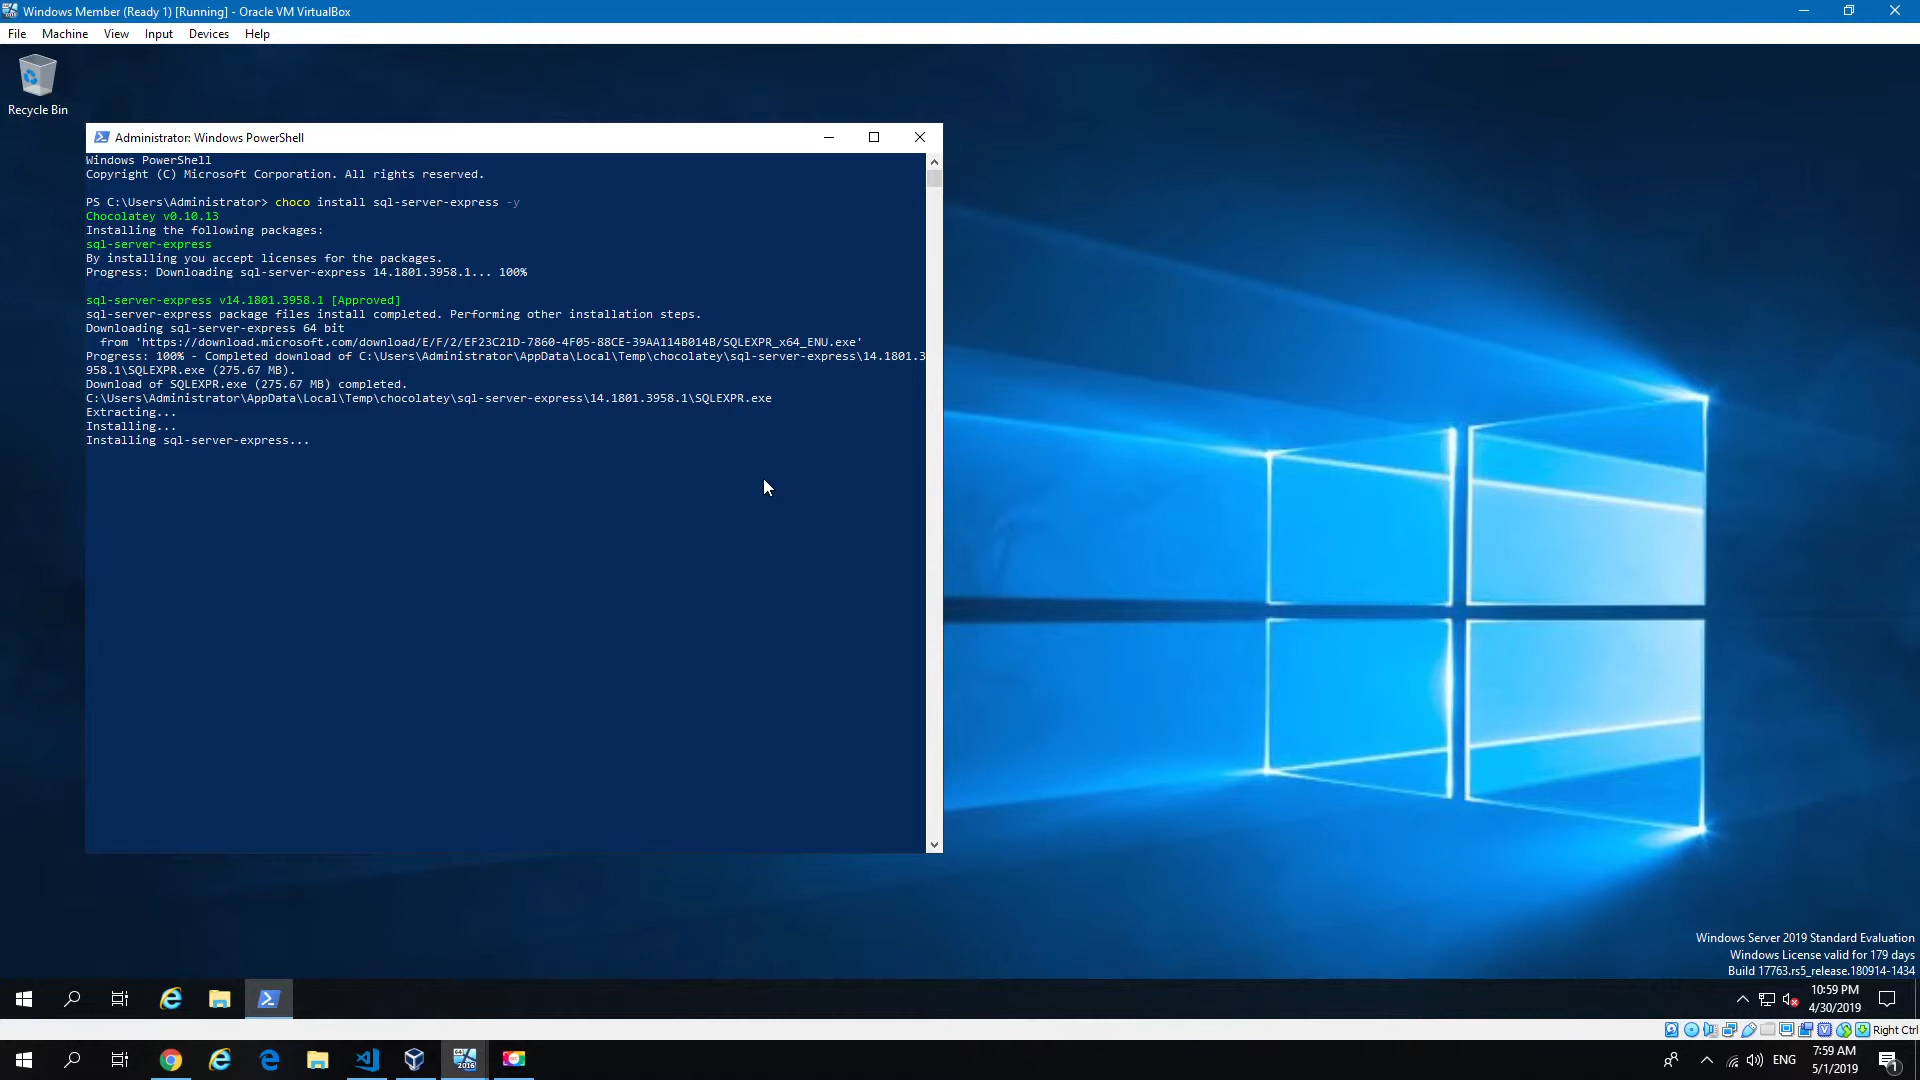 Windows Member (Ready 1) [Running] - Oracle VM VirtualBox
File Machine View Input Devices Help
Recycle Bin
Administrator: Windows PowerShell
Windows PowerShell
Copyright (C) Microsoft Corporation. All rights reserved.
PS C:\Users\Administrator> choco install sql-server-express -y
Chocolatey v0.10.13
Installing the following packages:
sql-server-express
By installing you accept licenses for the packages.
Progress: Downloading sql-server-express 14.1801.3958.1... 100%
sql-server-express v14.1801.3958.1 [Approved]
sql-server-express package files install completed. Performing other installation steps.
Downloading sql-server-express 64 bit
from 'https://download.microsoft.com/download/E/F/2/EF23C21D-7860-4F05-88CE-39AA114B014B/SQLEXPR_x64_ENU.exe'
Progress: 100% - Completed download of C:\Users\Administrator\AppData\Local\Temp\chocolatey\sql-server-express\14.1801.3
958.1\SQLEXPR.exe (275.67 MB).
Download of SQLEXPR.exe (275.67 MB) completed.
C:\Users\Administrator\AppData\Local\Temp\chocolatey\sql-server-express\14.1801.3958.1\SQLEXPR.exe
Extracting...
Installing...
Installing sql-server-express...
Windows Server 2019 Standard Evaluation
Windows License valid for 179 days
Build 17763.rs5_release.180914-1434
10:59 PM
4/30/2019
Right Ctrl
2016
ENG
7:59 AM
5/1/2019
1